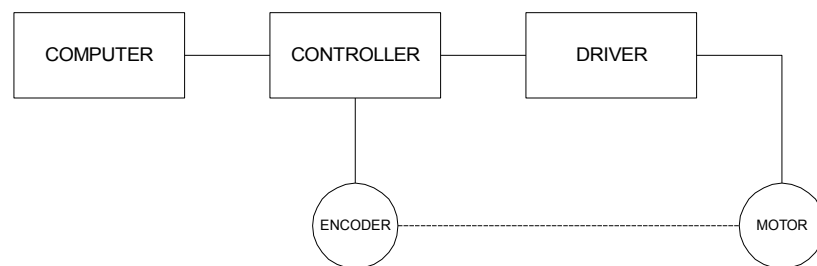 COMPUTER
CONTROLLER
DRIVER
ENCODER
MOTOR